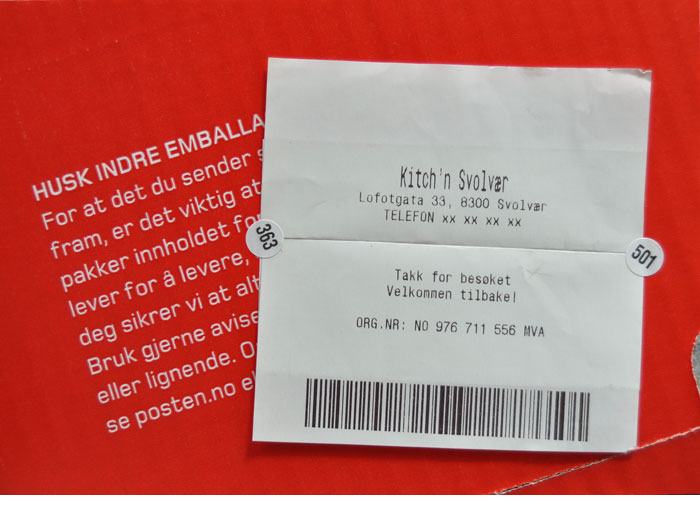 HUSK INDRE EMBALLA
For at det du sender
fram, er det viktig at
pakker innholdet for
lever for å levere,
deg sikrer vi at alt
Bruk gjerne avise
eller lignende. O
se posten.no el
Kitch'n Svolvær
Lofotgata 33, 8300 Svolvær
TELEFON xx xx xx xx
363
501
Takk for besøket
Velkommen tilbake!
ORG.NR: NO 976 711 556 MVA